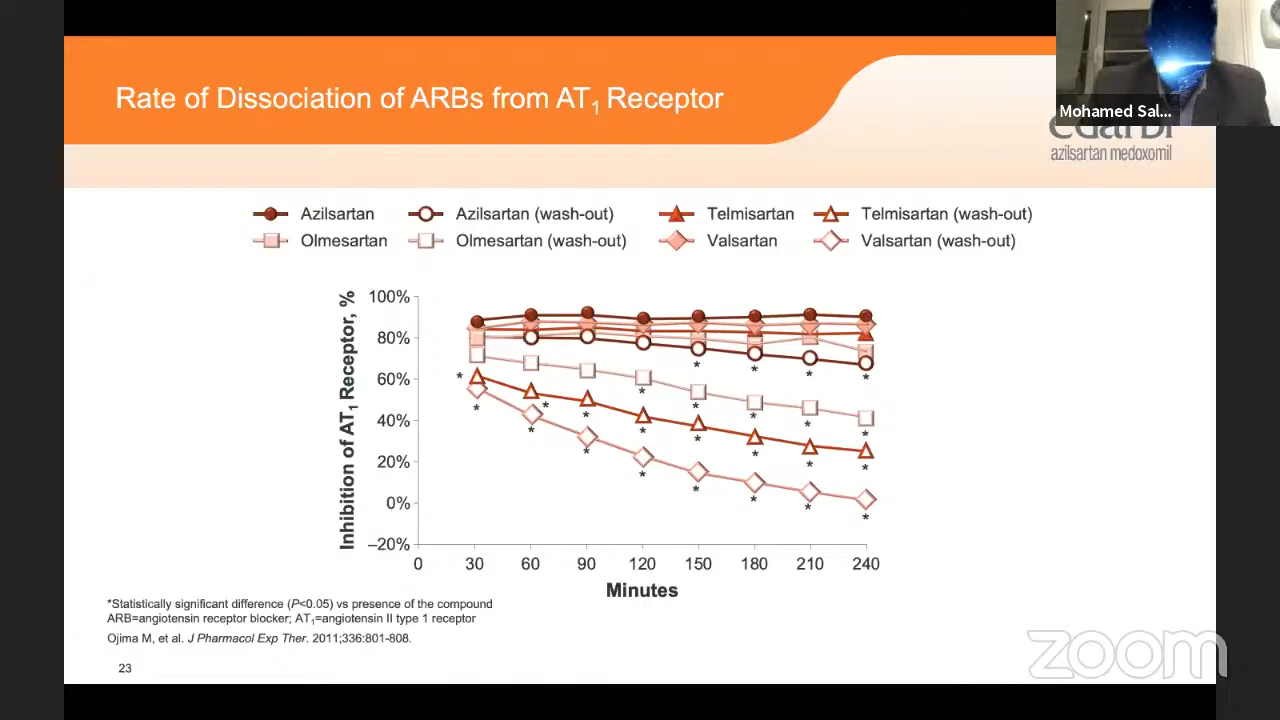 Rate of Dissociation of ARBs from AT1 Receptor
Mohamed Sal...
azilsartan medoxomil
Azilsartan Azilsartan (wash-out) Telmisartan Telmisartan (wash-out)
Olmesartan Olmesartan (wash-out) Valsartan Valsartan (wash-out)
Inhibition of AT1 Receptor, %
100%
80%
60%
40%
20%
0%
–20%
0 30 60 90 120 150 180 210 240
Minutes
*Statistically significant difference (P<0.05) vs presence of the compound
ARB=angiotensin receptor blocker; AT1=angiotensin II type 1 receptor
Ojima M, et al. J Pharmacol Exp Ther. 2011;336:801-808.
23
zoom